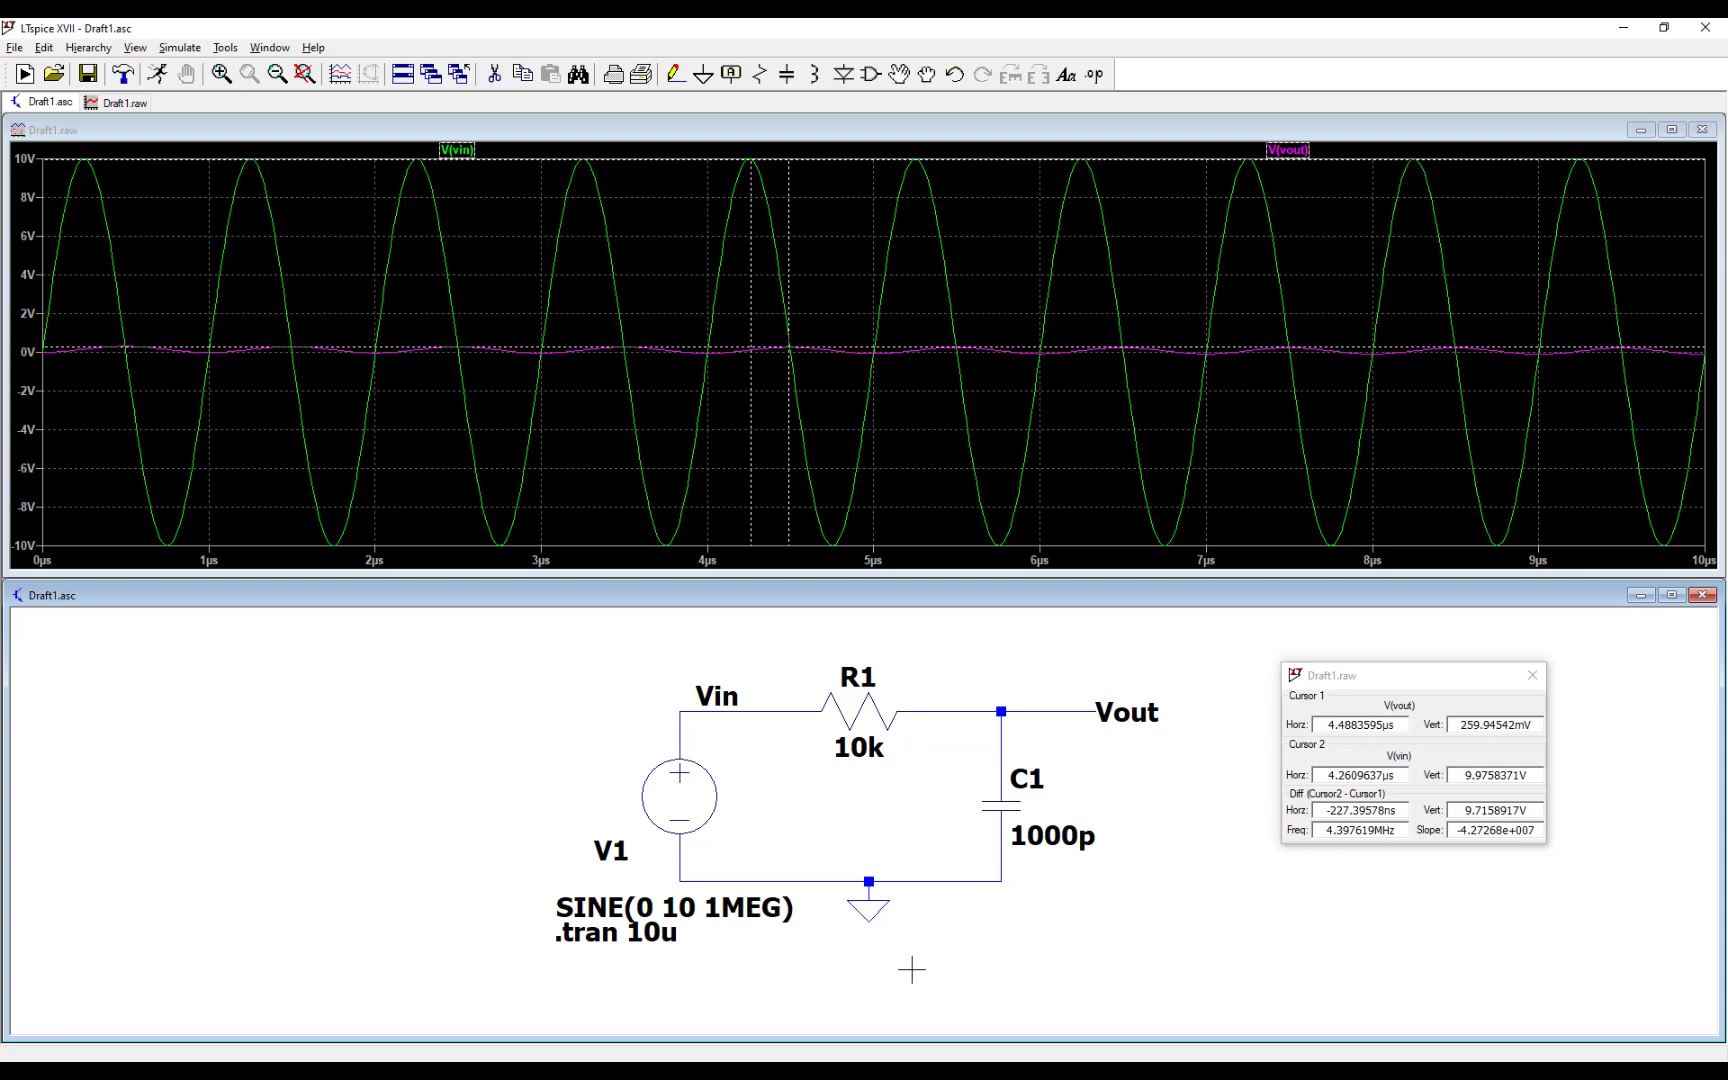 LTspice XVII - Draft1.asc
File Edit Hierarchy View Simulate Tools Window Help
Draft1.asc Draft1.raw
Draft1.raw
V(vin) V(vout)
10V
8V
6V
4V
2V
0V
-2V
-4V
-6V
-8V
-10V
0µs 1µs 2µs 3µs 4µs 5µs 6µs 7µs 8µs 9µs 10µs
Draft1.asc
Vin
R1
10k
Vout
C1
1000p
V1
SINE(0 10 1MEG)
.tran 10u
Draft1.raw
Cursor 1
V(vout)
Horz: 4.4883595µs Vert: 259.94542mV
Cursor 2
V(vin)
Horz: 4.2609637µs Vert: 9.9758371V
Diff (Cursor2 - Cursor1)
Horz: -227.39578ns Vert: 9.7158917V
Freq: 4.397619MHz Slope: -4.27268e+007